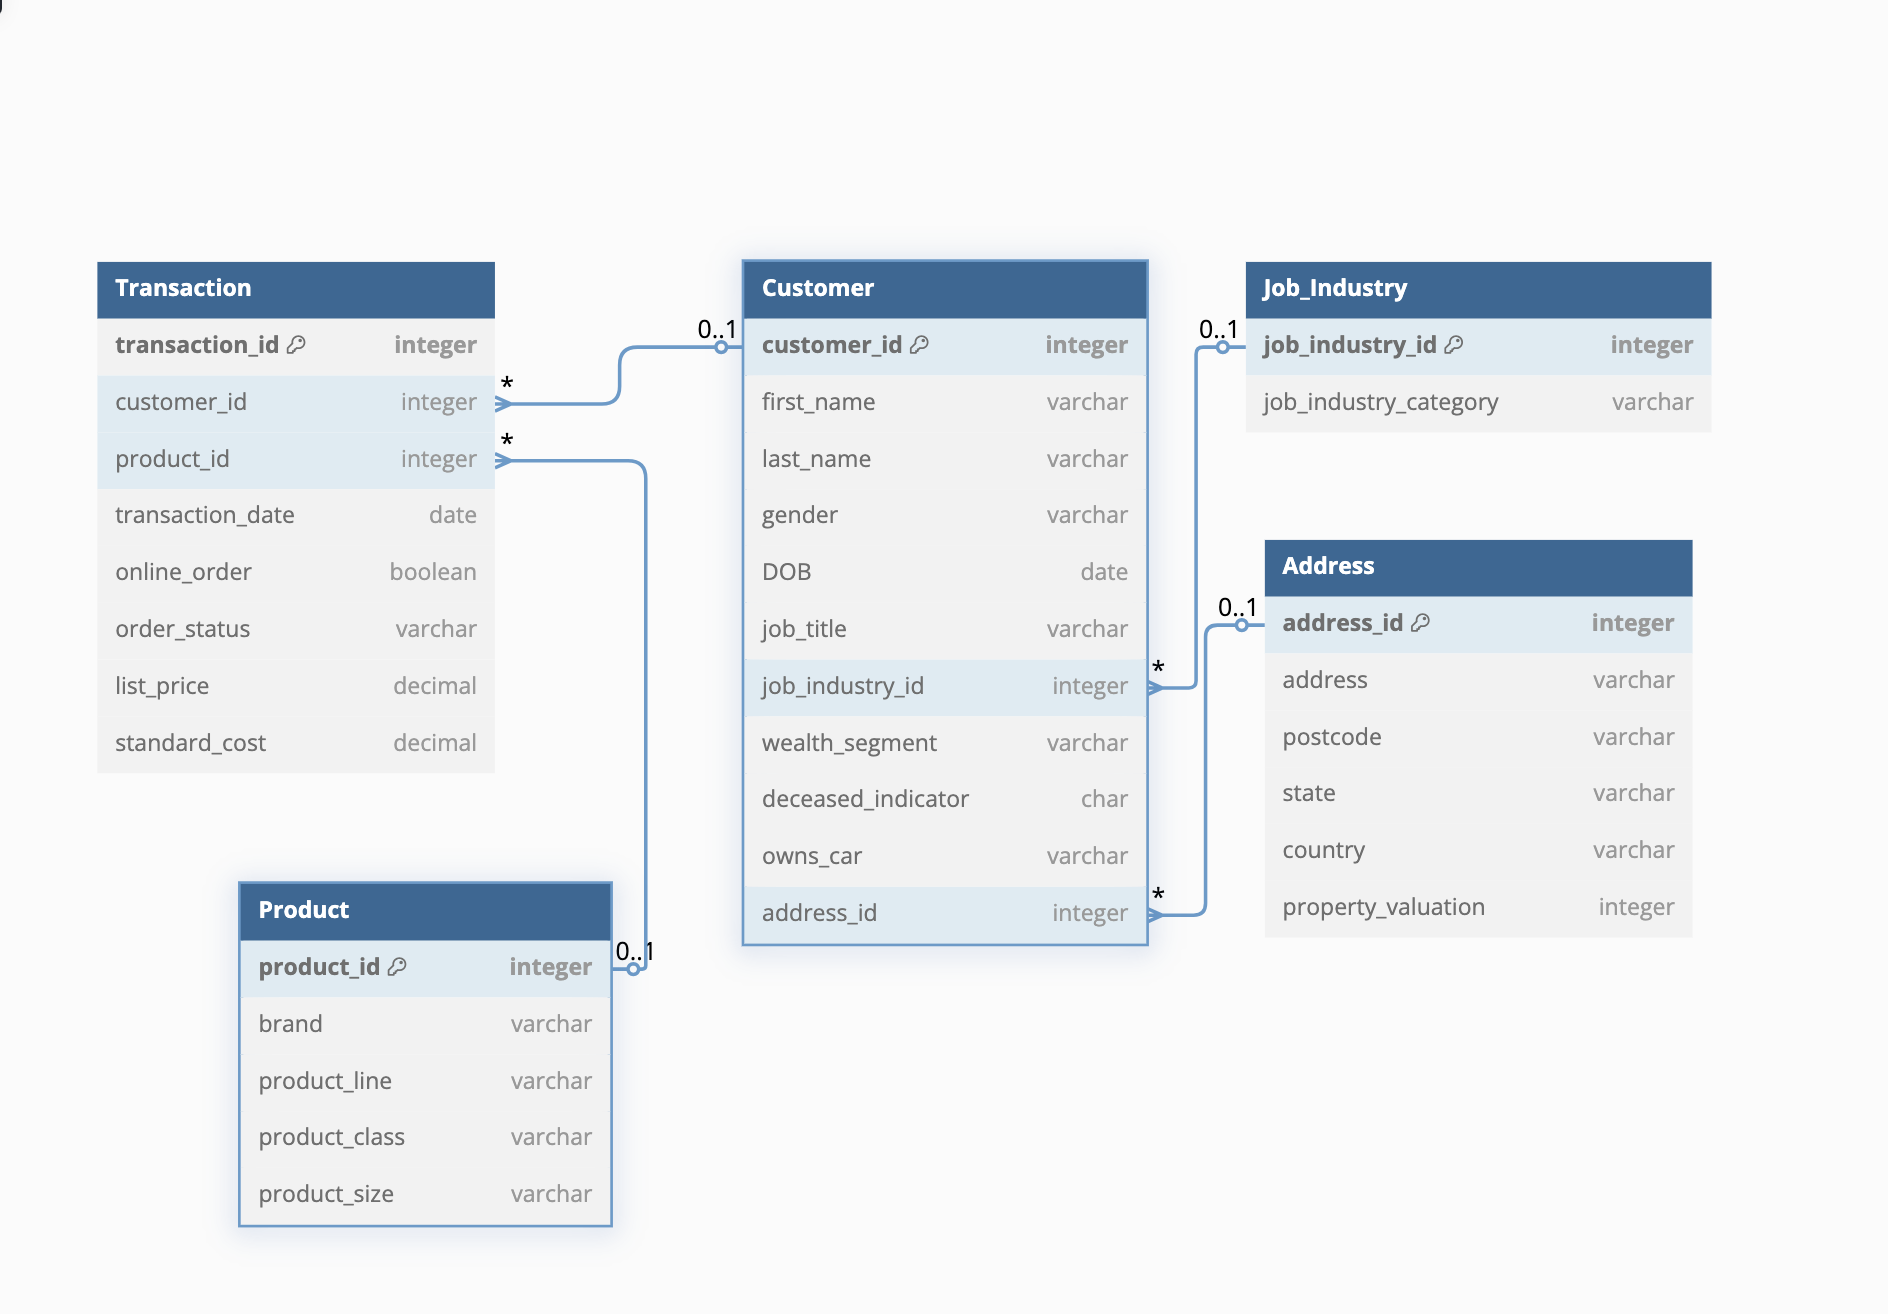 Transaction
transaction_id integer
customer_id integer
product_id integer
transaction_date date
online_order boolean
order_status varchar
list_price decimal
standard_cost decimal
*
*
0..1
Customer
customer_id integer
first_name varchar
last_name varchar
gender varchar
DOB date
job_title varchar
job_industry_id integer
wealth_segment varchar
deceased_indicator char
owns_car varchar
address_id integer
*
*
0..1
Job_Industry
job_industry_id integer
job_industry_category varchar
0..1
Address
address_id integer
address varchar
postcode varchar
state varchar
country varchar
property_valuation integer
Product
product_id integer
brand varchar
product_line varchar
product_class varchar
product_size varchar
0..1